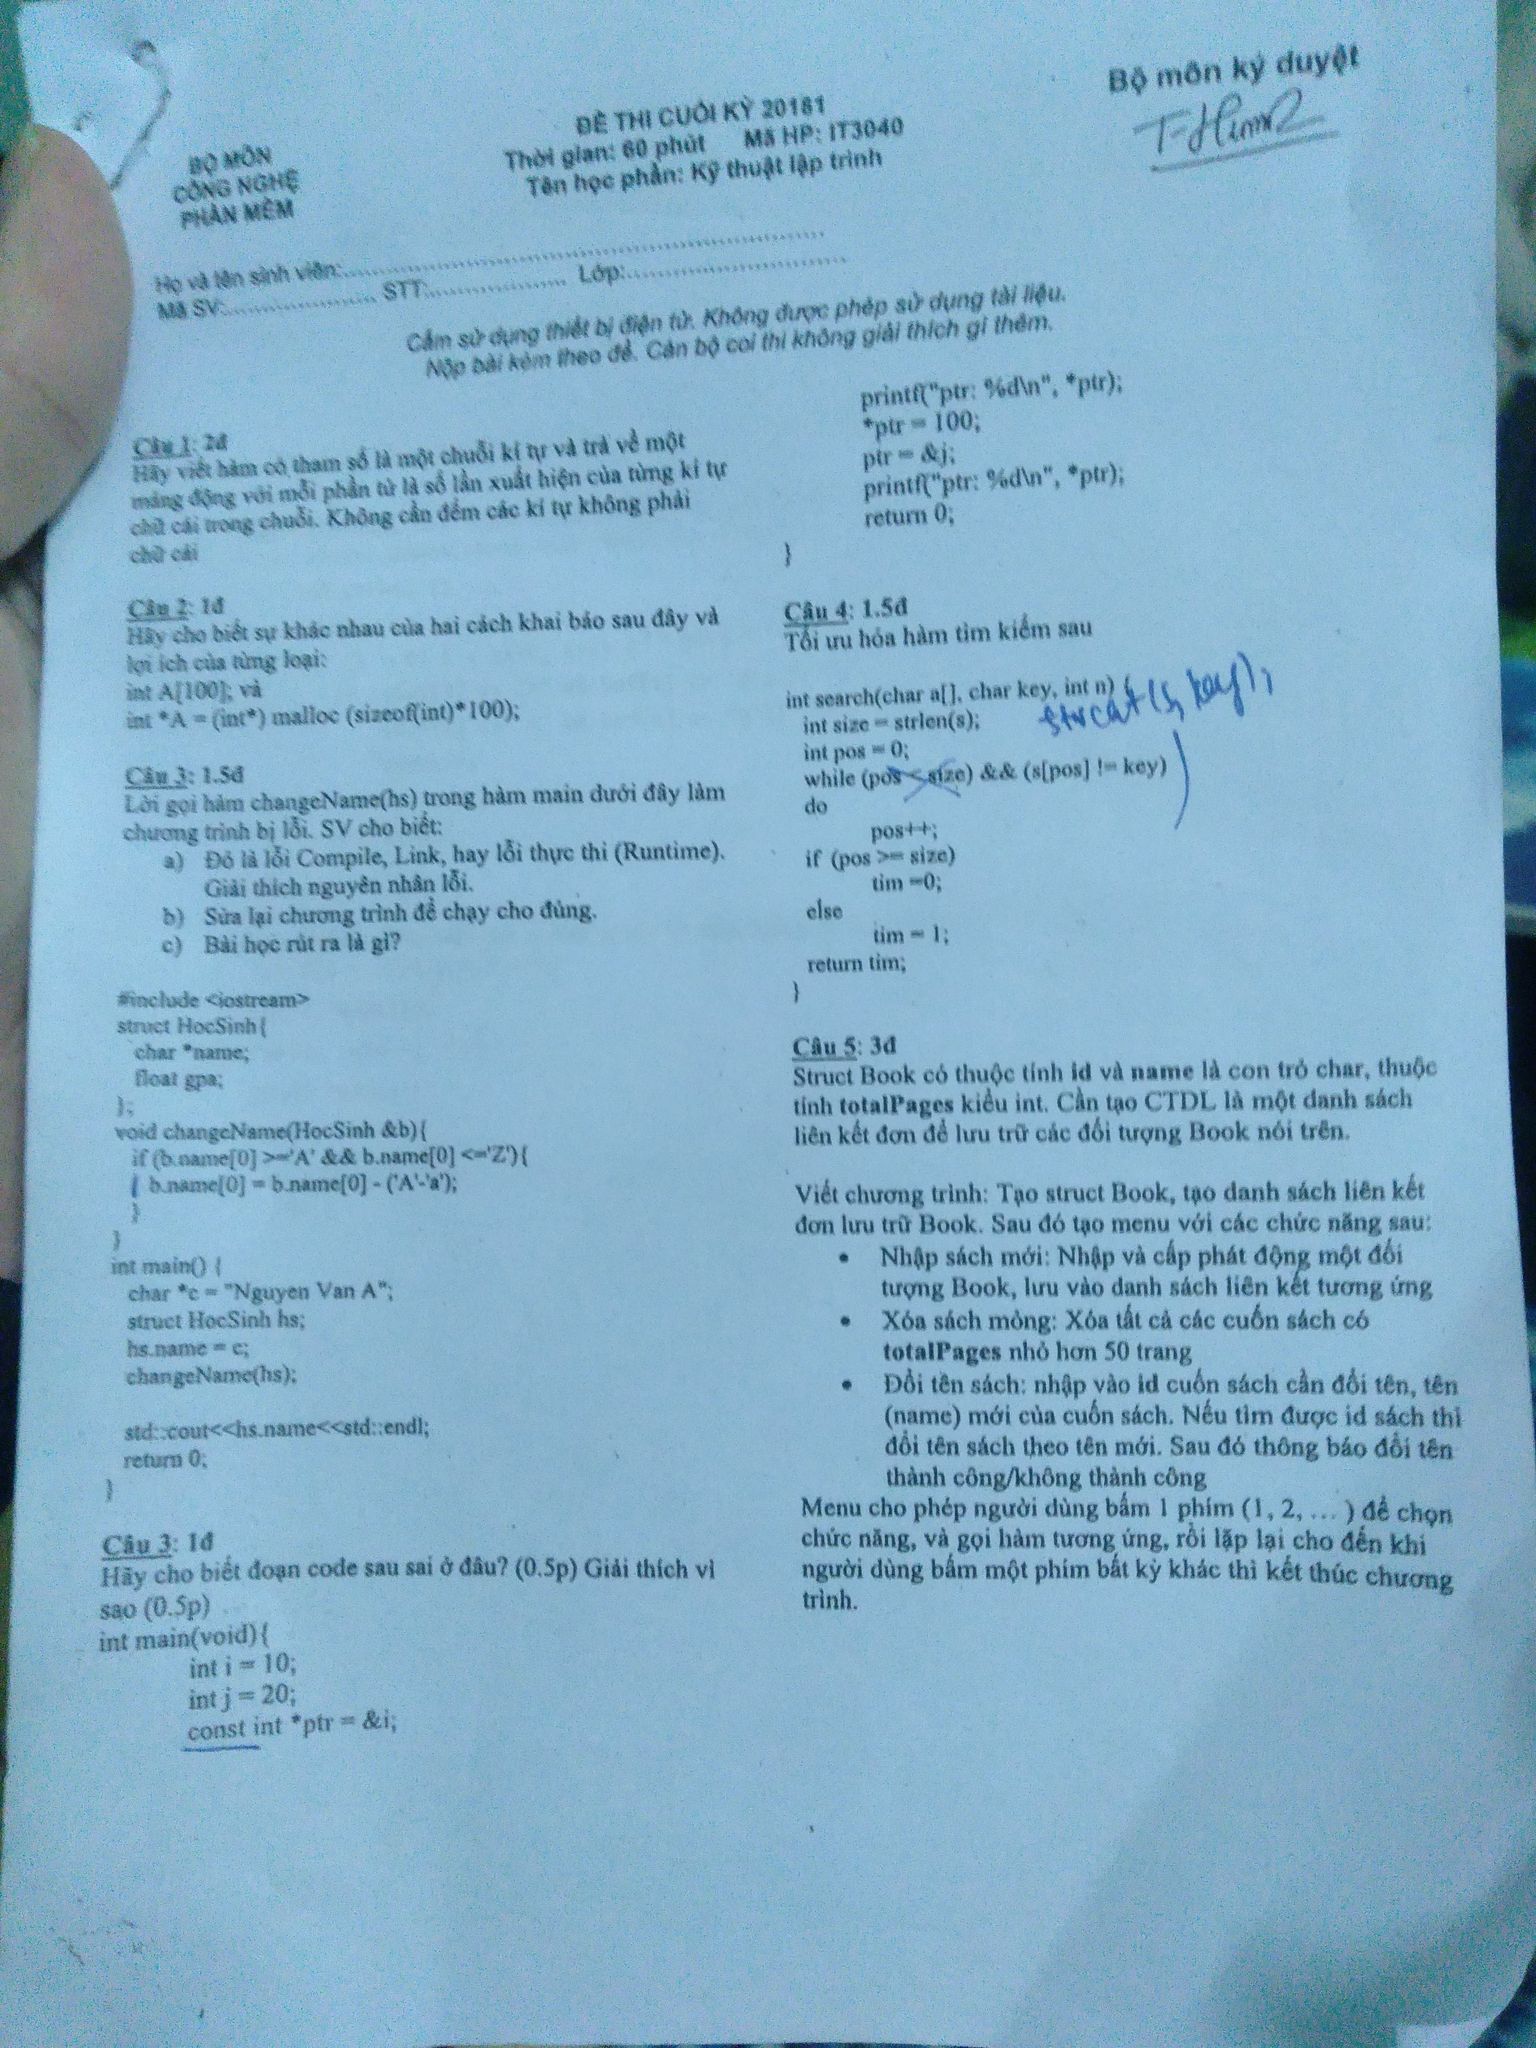 Bộ môn ký duyệt
ĐỀ THI CUỐI KỲ 20181
Thời gian: 60 phút Mã HP: IT3040
Tên học phần: Kỹ thuật lập trình
BỘ MÔN
CÔNG NGHỆ
PHẦN MỀM
Họ và tên sinh viên:
Mã SV: STT: Lớp:
Cấm sử dụng thiết bị điện tử. Không được phép sử dụng tài liệu.
Nộp bài kèm theo đề. Cán bộ coi thi không giải thích gì thêm.
Câu 1: 2đ
Hãy viết hàm có tham số là một chuỗi kí tự và trả về một
mảng động với mỗi phần tử là số lần xuất hiện của từng kí tự
chữ cái trong chuỗi. Không cần đếm các kí tự không phải
chữ cái
Câu 2: 1đ
Hãy cho biết sự khác nhau của hai cách khai báo sau đây và
lợi ích của từng loại:
int A[100]; và
int *A = (int*) malloc (sizeof(int)*100);
Câu 3: 1.5đ
Lời gọi hàm changeName(hs) trong hàm main dưới đây làm
chương trình bị lỗi. SV cho biết:
a) Đó là lỗi Compile, Link, hay lỗi thực thi (Runtime).
Giải thích nguyên nhân lỗi.
b) Sửa lại chương trình để chạy cho đúng.
c) Bài học rút ra là gì?
#include <iostream>
struct HocSinh{
char *name;
float gpa;
};
void changeName(HocSinh &b){
if (b.name[0] >='A' && b.name[0] <='Z'){
b.name[0] = b.name[0] - ('A'-'a');
}
}
int main() {
char *c = "Nguyen Van A";
struct HocSinh hs;
hs.name = c;
changeName(hs);
std::cout<<hs.name<<std::endl;
return 0;
}
Câu 3: 1đ
Hãy cho biết đoạn code sau sai ở đâu? (0.5p) Giải thích vì
sao (0.5p)
int main(void){
int i = 10;
int j = 20;
const int *ptr = &i;
printf("ptr: %d\n", *ptr);
*ptr = 100;
ptr = &j;
printf("ptr: %d\n", *ptr);
return 0;
}
Câu 4: 1.5đ
Tối ưu hóa hàm tìm kiếm sau
int search(char a[], char key, int n) {
strcat(s, key);
int size = strlen(s);
int pos = 0;
while (pos < size) && (s[pos] != key)
do
pos++;
if (pos >= size)
tim =0;
else
tim = 1;
return tim;
}
Câu 5: 3đ
Struct Book có thuộc tính id và name là con trỏ char, thuộc
tính totalPages kiểu int. Cần tạo CTDL là một danh sách
liên kết đơn để lưu trữ các đối tượng Book nói trên.
Viết chương trình: Tạo struct Book, tạo danh sách liên kết
đơn lưu trữ Book. Sau đó tạo menu với các chức năng sau:
• Nhập sách mới: Nhập và cấp phát động một đối
tượng Book, lưu vào danh sách liên kết tương ứng
• Xóa sách mỏng: Xóa tất cả các cuốn sách có
totalPages nhỏ hơn 50 trang
• Đổi tên sách: nhập vào id cuốn sách cần đổi tên, tên
(name) mới của cuốn sách. Nếu tìm được id sách thì
đổi tên sách theo tên mới. Sau đó thông báo đổi tên
thành công/không thành công
Menu cho phép người dùng bấm 1 phím (1, 2, … ) để chọn
chức năng, và gọi hàm tương ứng, rồi lặp lại cho đến khi
người dùng bấm một phím bất kỳ khác thì kết thúc chương
trình.